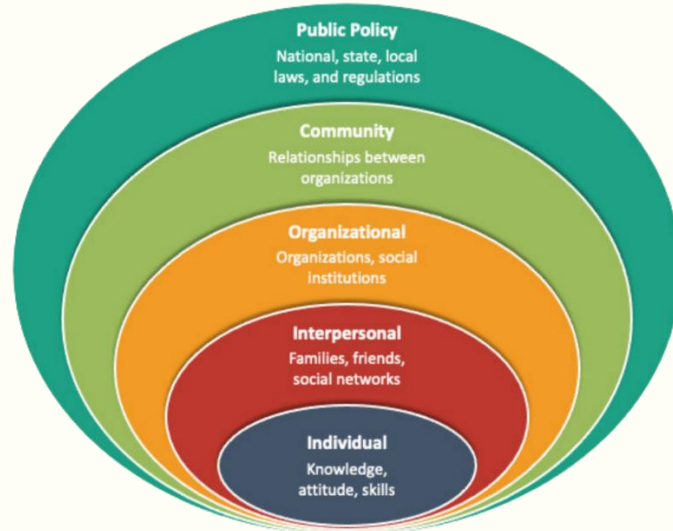 Public Policy
National, state, local
laws, and regulations
Community
Relationships between
organizations
Organizational
Organizations, social
institutions
Interpersonal
Families, friends,
social networks
Individual
Knowledge,
attitude, skills